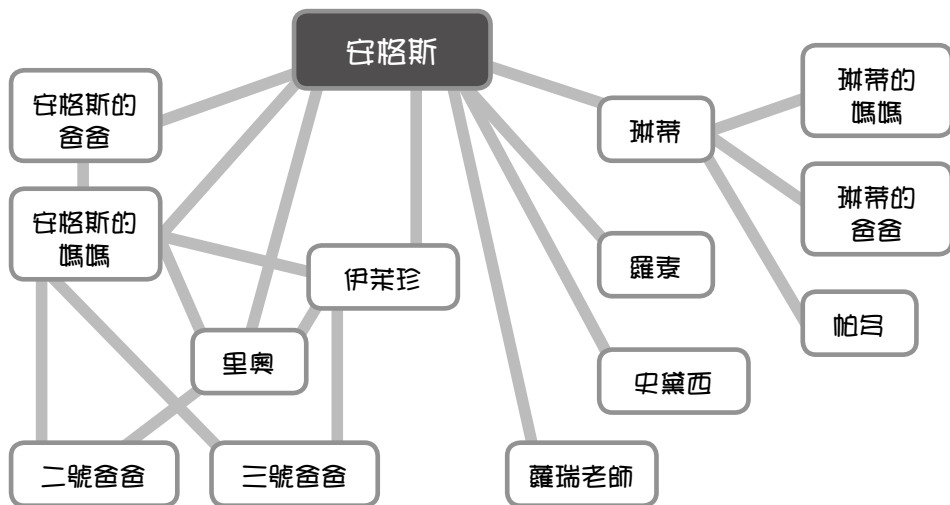 安格斯
安格斯的
爸爸
安格斯的
媽媽
伊茉珍
里奧
二號爸爸
三號爸爸
蘿瑞老師
史黛西
羅素
琳蒂
琳蒂的
媽媽
琳蒂的
爸爸
帕名